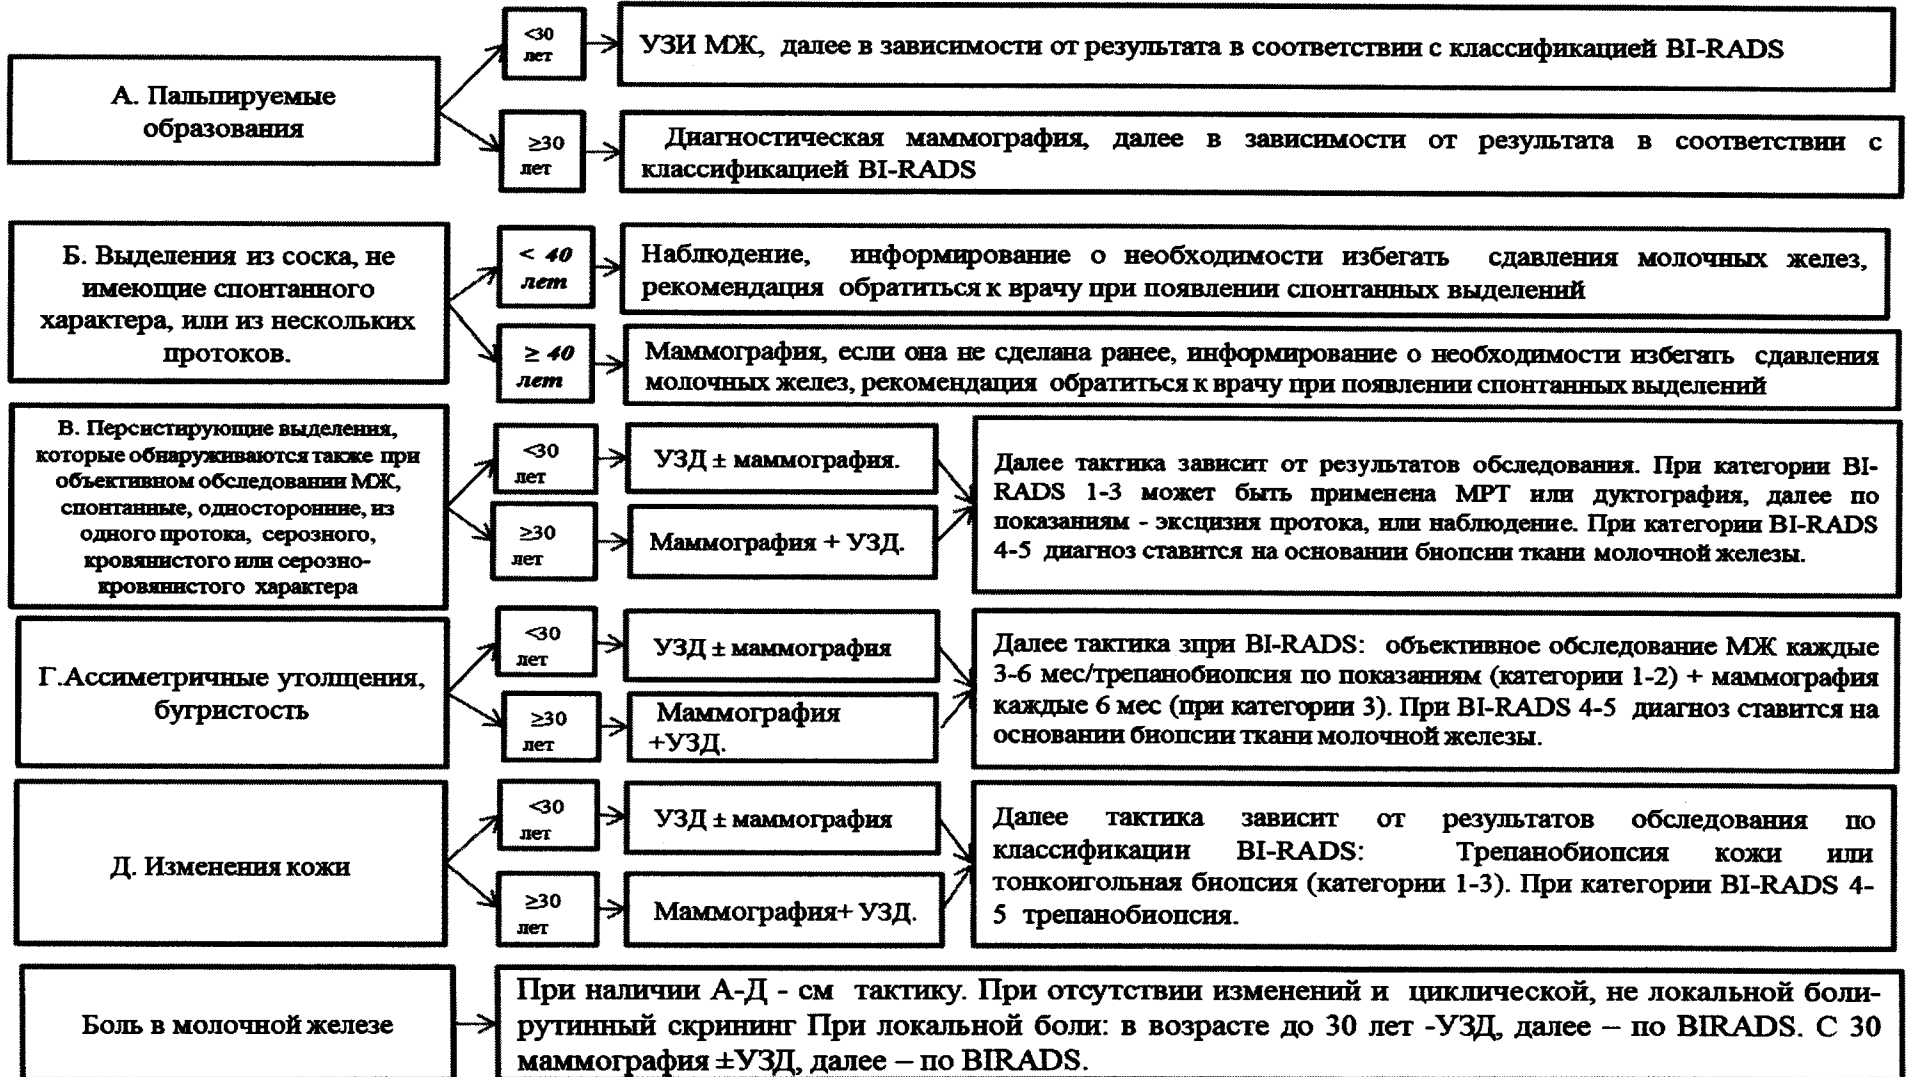 <30
лет
УЗИ МЖ, далее в зависимости от результата в соответствии с классификацией BI-RADS
А. Пальпируемые
образования
≥30
лет
Диагностическая маммография, далее в зависимости от результата в соответствии с
классификацией BI-RADS
Б. Выделения из соска, не
имеющие спонтанного
характера, или из нескольких
протоков.
< 40
лет
Наблюдение, информирование о необходимости избегать сдавления молочных желез,
рекомендация обратиться к врачу при появлении спонтанных выделений
≥ 40
лет
Маммография, если она не сделана ранее, информирование о необходимости избегать сдавления
молочных желез, рекомендация обратиться к врачу при появлении спонтанных выделений
В. Персистирующие выделения,
которые обнаруживаются также при
объективном обследовании МЖ,
спонтанные, односторонние, из
одного протока, серозного,
кровянистого или серозно-
кровянистого характера
<30
лет
УЗД ± маммография.
≥30
лет
Маммография + УЗД.
Далее тактика зависит от результатов обследования. При категории BI-
RADS 1-3 может быть применена МРТ или дуктография, далее по
показаниям - эксцизия протока, или наблюдение. При категории BI-RADS
4-5 диагноз ставится на основании биопсии ткани молочной железы.
Г.Ассиметричные утолщения,
бугристость
<30
лет
УЗД ± маммография
≥30
лет
Маммография
+УЗД.
Далее тактика зпри BI-RADS: объективное обследование МЖ каждые
3-6 мес/трепанобиопсия по показаниям (категории 1-2) + маммография
каждые 6 мес (при категории 3). При BI-RADS 4-5 диагноз ставится на
основании биопсии ткани молочной железы.
Д. Изменения кожи
<30
лет
УЗД ± маммография
≥30
лет
Маммография+ УЗД.
Далее тактика зависит от результатов обследования по
классификации BI-RADS: Трепанобиопсия кожи или
тонкоигольная биопсия (категории 1-3). При категории BI-RADS 4-
5 трепанобиопсия.
Боль в молочной железе
При наличии А-Д - см тактику. При отсутствии изменений и циклической, не локальной боли-
рутинный скрининг При локальной боли: в возрасте до 30 лет -УЗД, далее – по BIRADS. С 30
маммография ±УЗД, далее – по BIRADS.